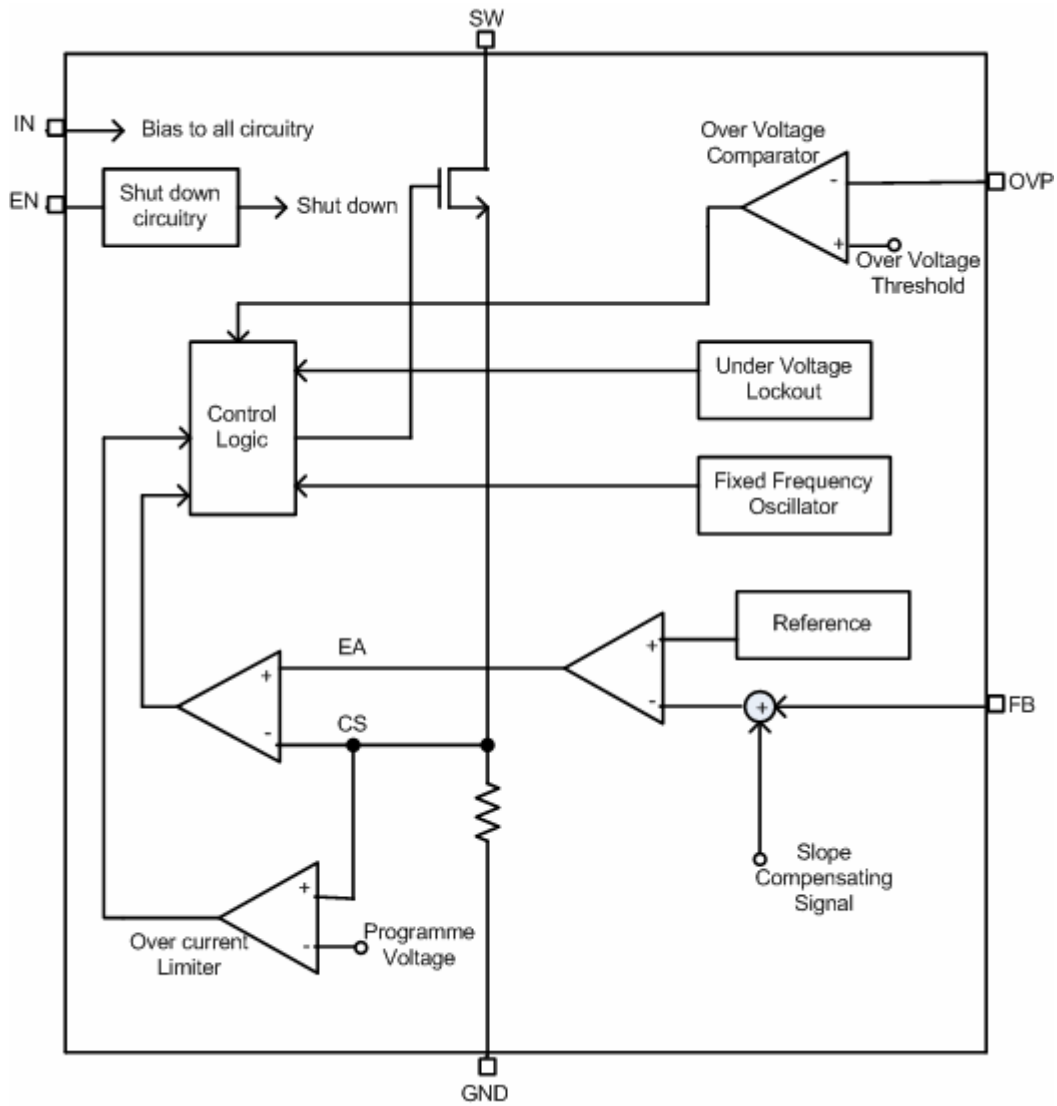 SW
IN
Bias to all circuitry
Over Voltage
Comparator
EN
Shut down
circuitry
Shut down
-
OVP
+
Over Voltage
Threshold
Under Voltage
Lockout
Control
Logic
Fixed Frequency
Oscillator
Reference
EA
+
+
-
+
FB
CS
-
Slope
Compensating
Signal
+
-
Programme
Voltage
Over current
Limiter
GND